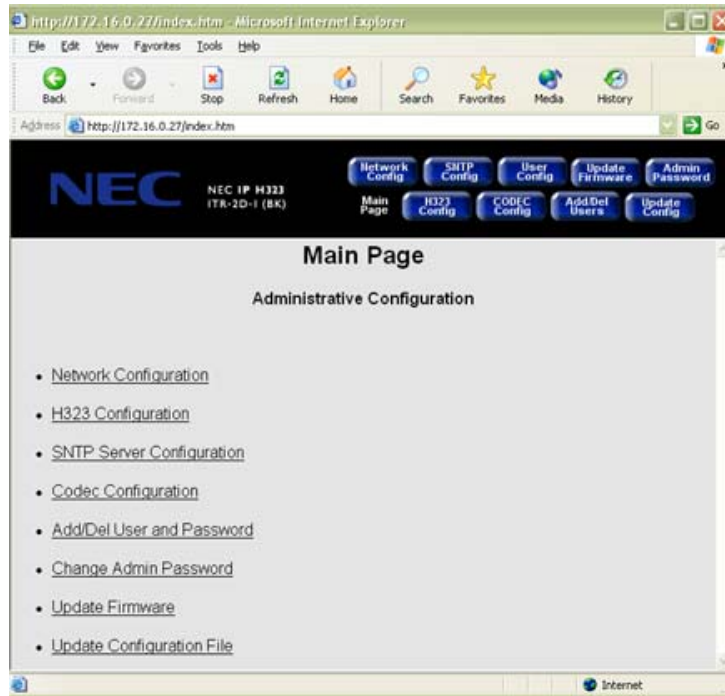 http://172.16.0.27/index.htm - Microsoft Internet Explorer
File Edit View Favorites Tools Help
Back Forward Stop Refresh Home Search Favorites Media History
Address http://172.16.0.27/index.htm Go
NEC
NEC IP H323
ITR-2D-1 (BK)
Network Config SNTP Config User Config Update Firmware Admin Password
Main Page H323 Config CODEC Config Add/Del Users Update Config
Main Page
Administrative Configuration
• Network Configuration
• H323 Configuration
• SNTP Server Configuration
• Codec Configuration
• Add/Del User and Password
• Change Admin Password
• Update Firmware
• Update Configuration File
Internet